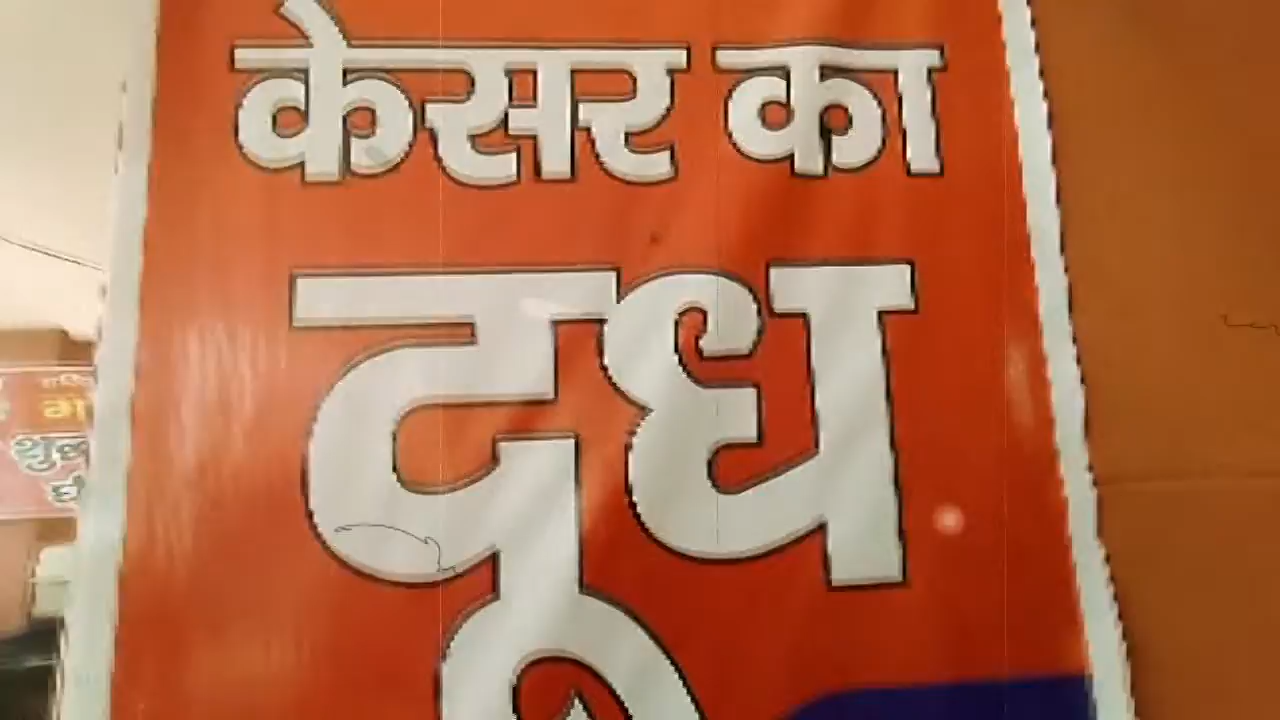 केसर का
दूध
शुद्ध